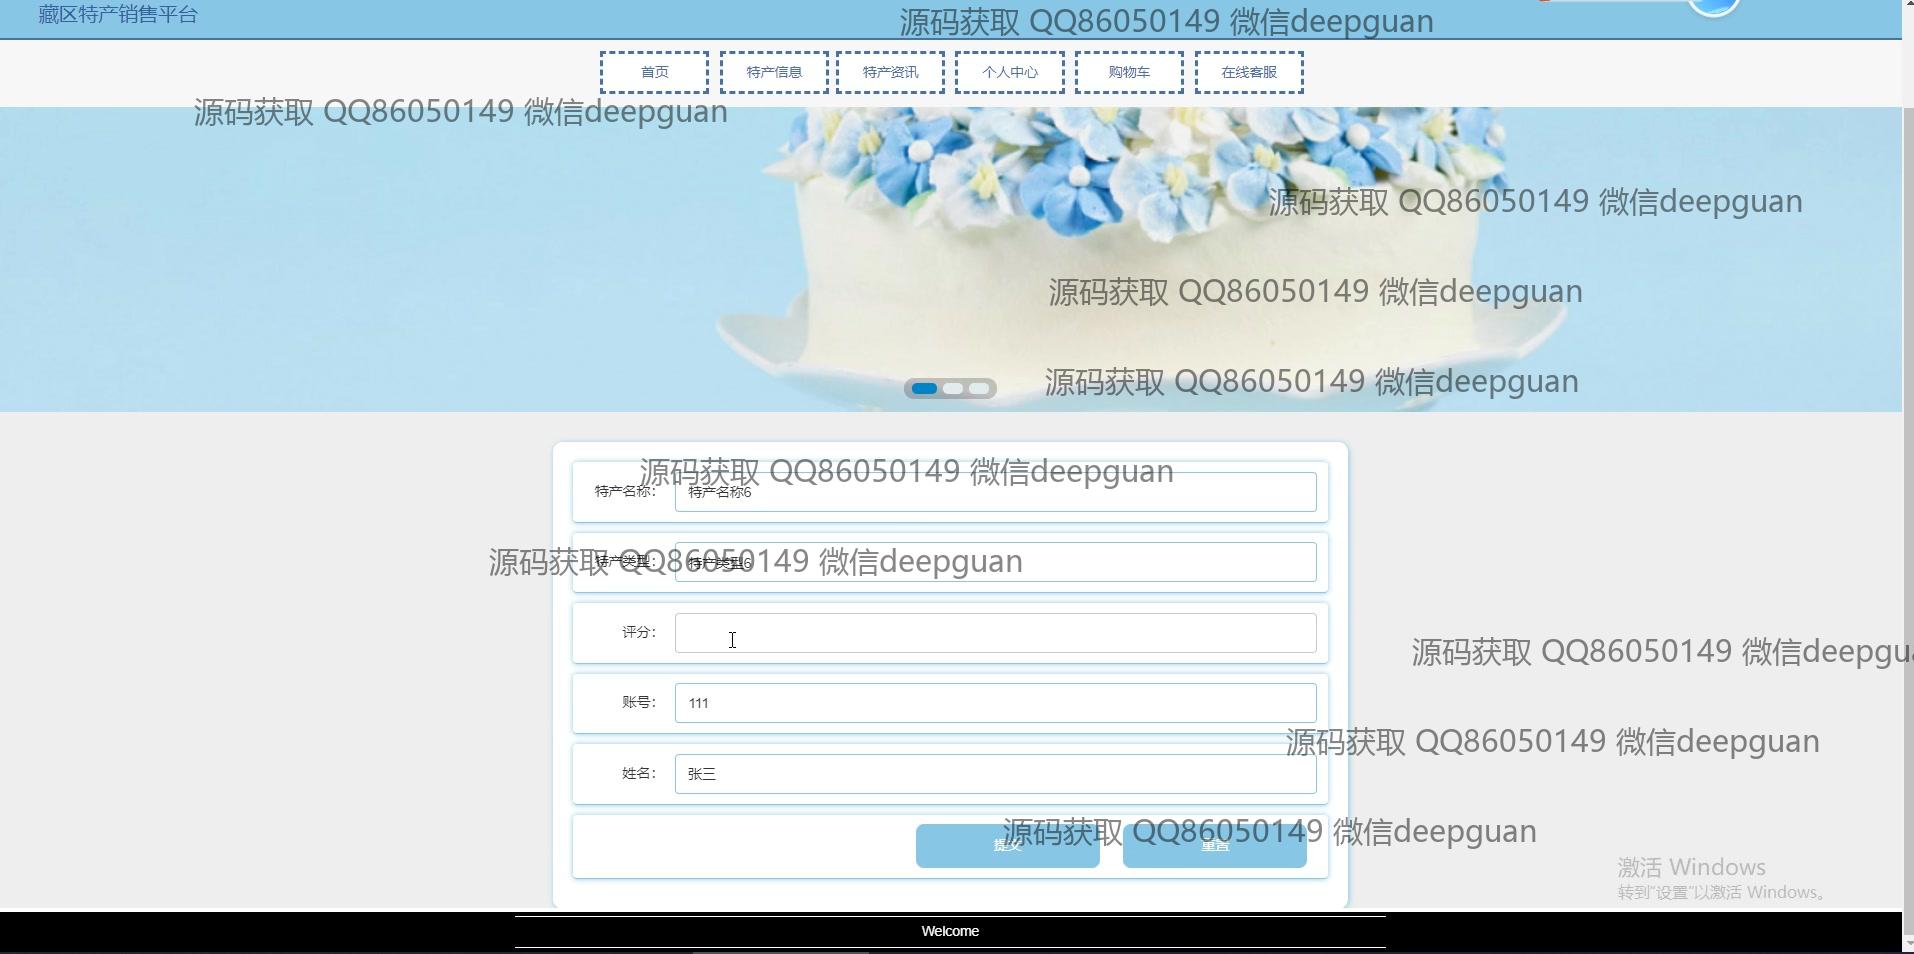 藏区特产销售平台
源码获取 QQ86050149 微信deepguan
首页 特产信息 特产资讯 个人中心 购物车 在线客服
源码获取 QQ86050149 微信deepguan
源码获取 QQ86050149 微信deepguan
源码获取 QQ86050149 微信deepguan
源码获取 QQ86050149 微信deepguan
源码获取 QQ86050149 微信deepguan
特产名称： 特产名称6
源码获取 QQ86050149 微信deepguan
特产类型： 特产类型6
评分：
源码获取 QQ86050149 微信deepgu
账号： 111
源码获取 QQ86050149 微信deepguan
姓名： 张三
源码获取 QQ86050149 微信deepguan
提交 重置
激活 Windows
转到"设置"以激活 Windows。
Welcome